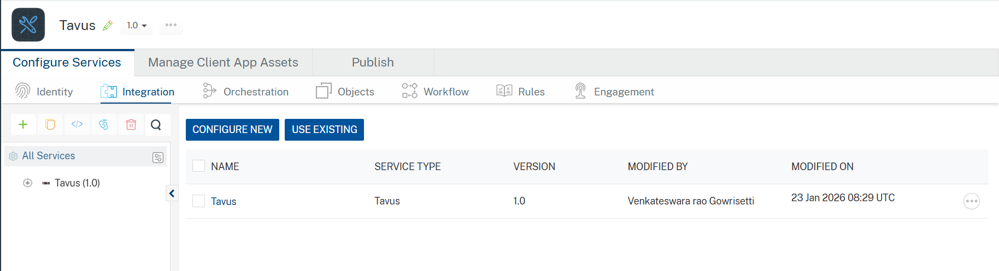 Tavus 1.0
Configure Services Manage Client App Assets Publish
Identity Integration Orchestration Objects Workflow Rules Engagement
CONFIGURE NEW USE EXISTING
All Services
Tavus (1.0)
NAME SERVICE TYPE VERSION MODIFIED BY MODIFIED ON
Tavus Tavus 1.0 Venkateswara rao Gowrisetti 23 Jan 2026 08:29 UTC